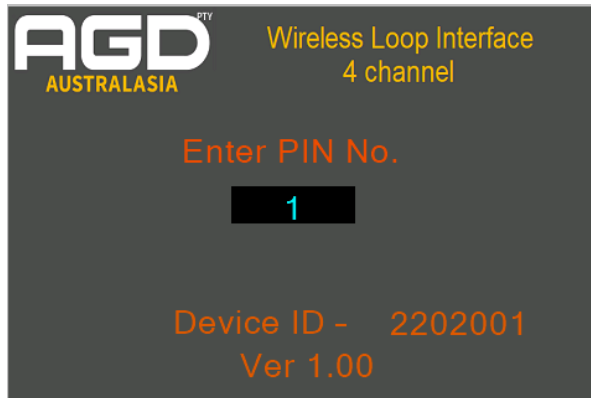 AGD PTY
AUSTRALASIA
Wireless Loop Interface
4 channel
Enter PIN No.
1
Device ID - 2202001
Ver 1.00